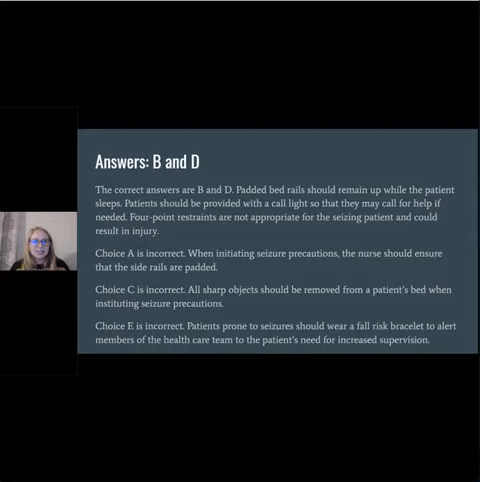 Answers: B and D
The correct answers are B and D. Padded bed rails should remain up while the patient
sleeps. Patients should be provided with a call light so that they may call for help if
needed. Four-point restraints are not appropriate for the seizing patient and could
result in injury.
Choice A is incorrect. When initiating seizure precautions, the nurse should ensure
that the side rails are padded.
Choice C is incorrect. All sharp objects should be removed from a patient's bed when
instituting seizure precautions.
Choice E is incorrect. Patients prone to seizures should wear a fall risk bracelet to alert
members of the health care team to the patient's need for increased supervision.